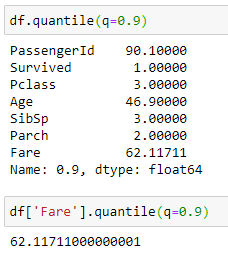 df.quantile(q=0.9)
PassengerId    90.10000
Survived        1.00000
Pclass          3.00000
Age            46.90000
SibSp           3.00000
Parch           2.00000
Fare           62.11711
Name: 0.9, dtype: float64
df['Fare'].quantile(q=0.9)
62.11711000000001